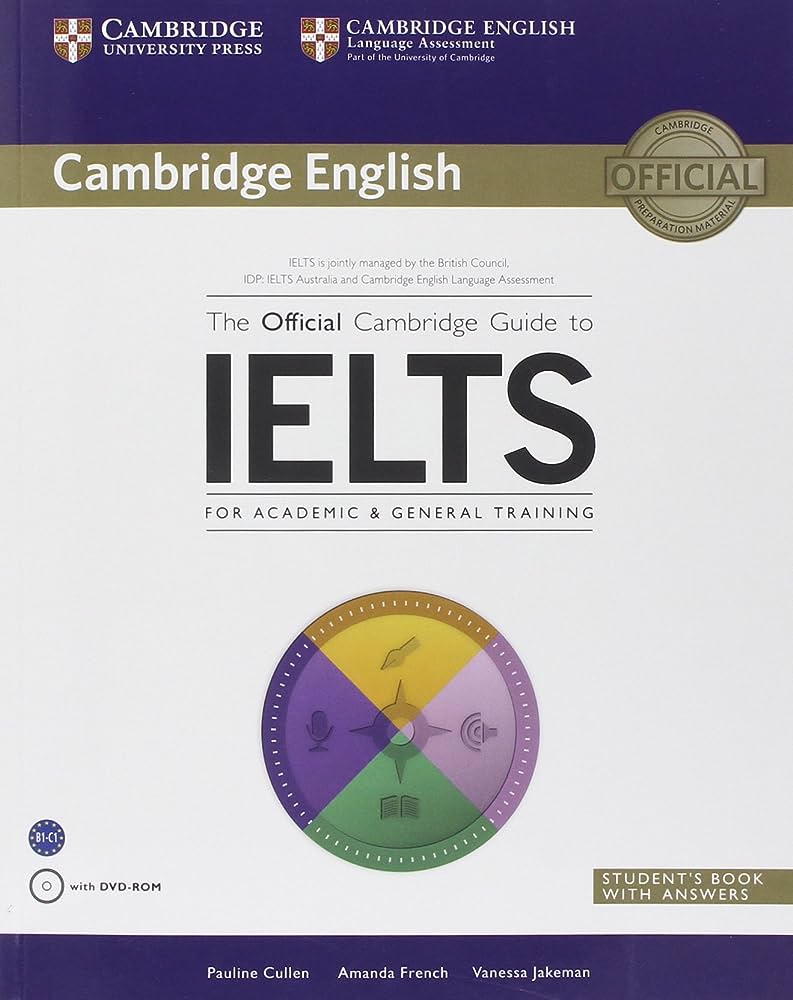 CAMBRIDGE
UNIVERSITY PRESS
CAMBRIDGE ENGLISH
Language Assessment
Part of the University of Cambridge
Cambridge English
CAMBRIDGE
OFFICIAL
PREPARATION MATERIAL
IELTS is jointly managed by the British Council,
IDP: IELTS Australia and Cambridge English Language Assessment
The Official Cambridge Guide to
IELTS
FOR ACADEMIC & GENERAL TRAINING
B1-C1
with DVD-ROM
STUDENT'S BOOK
WITH ANSWERS
Pauline Cullen Amanda French Vanessa Jakeman